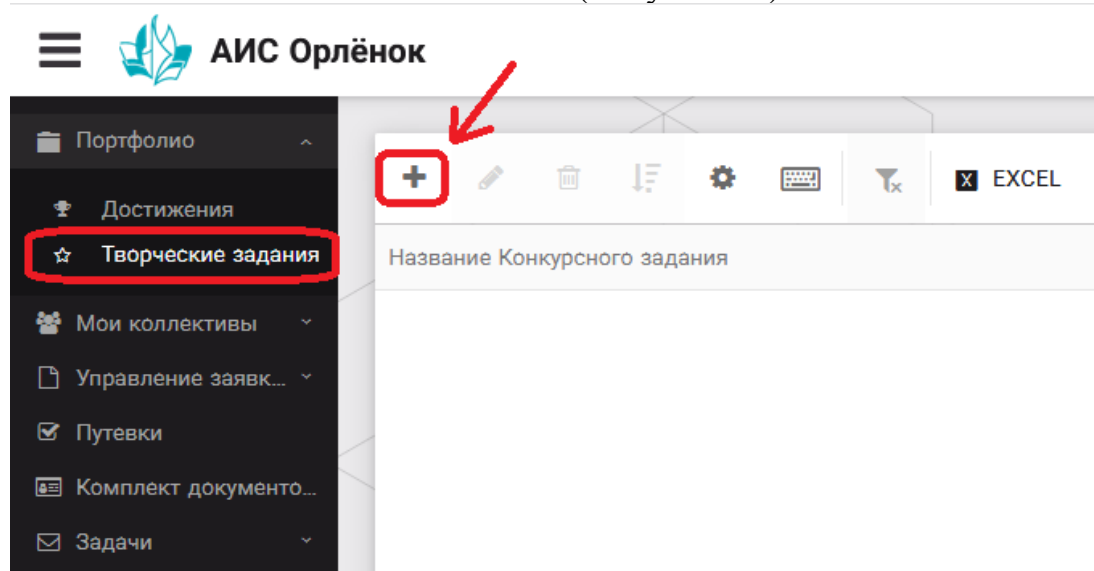 АИС Орлёнок
Портфолио
Достижения
Творческие задания
Мои коллективы
Управление заявк...
Путевки
Комплект документо...
Задачи
X EXCEL
Название Конкурсного задания